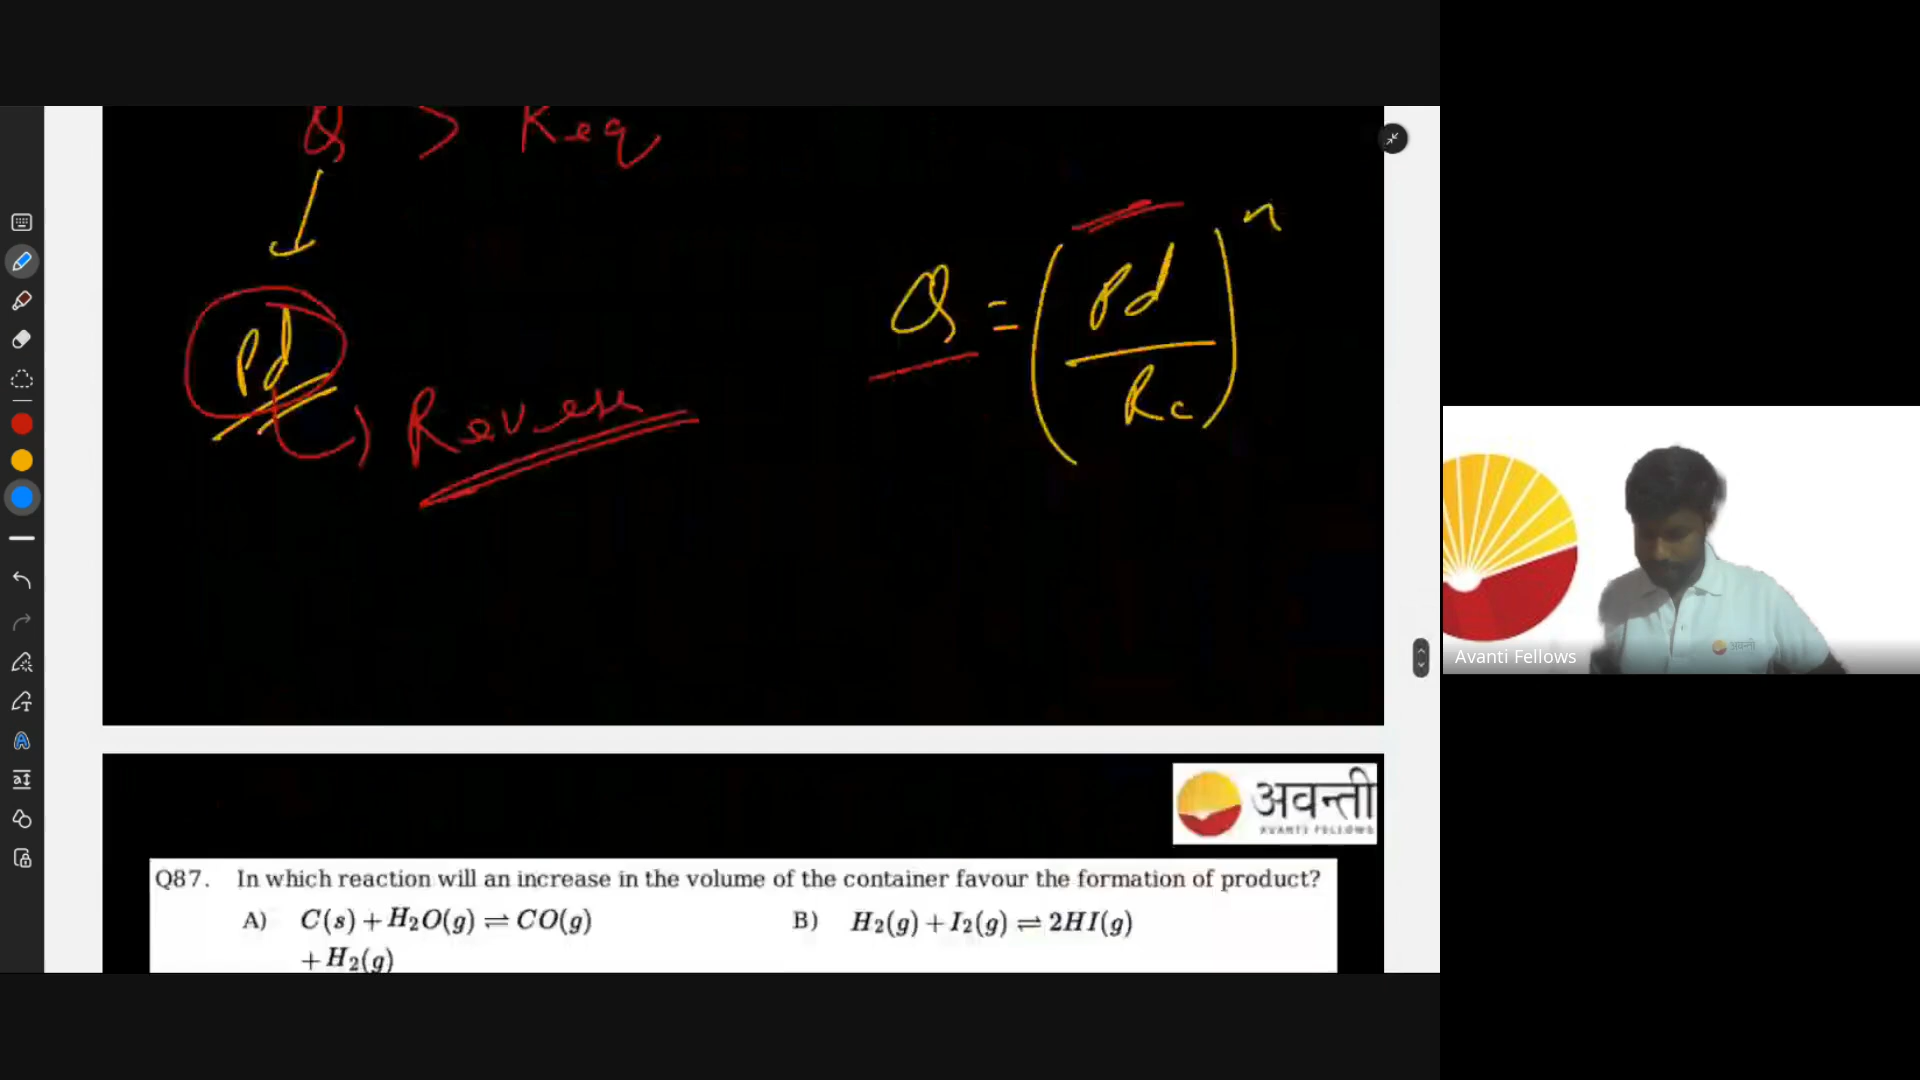 Q > Keq
Pd
Reverse
Q = (Pd/Rc)^n
अवन्ती
AVANTI FELLOWS
Q87. In which reaction will an increase in the volume of the container favour the formation of product?
A) C(s) + H₂O(g) ⇌ CO(g)
+ H₂(g)
B) H₂(g) + I₂(g) ⇌ 2HI(g)
अवन्ती
Avanti Fellows